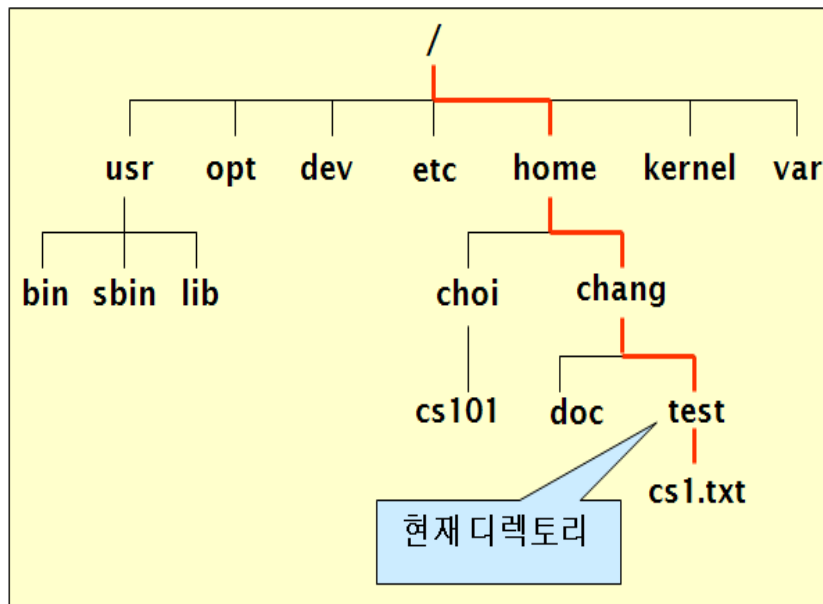 /
usr opt dev etc home kernel var
bin sbin lib choi chang
cs101 doc test
cs1.txt
현재 디렉토리